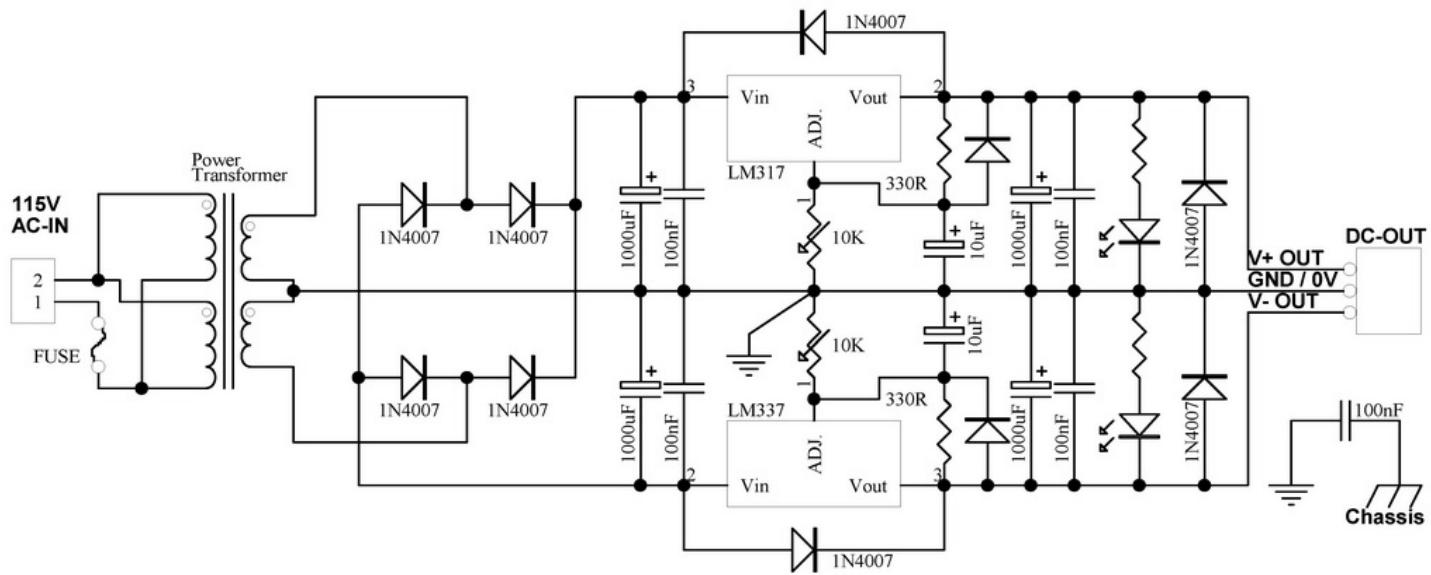 1N4007
3
2
Vin
Vout
ADJ.
LM317
Power
Transformer
115V
AC-IN
2
1
FUSE
1N4007
1N4007
1N4007
1N4007
+
1000uF
100nF
1
10K
330R
+
10uF
+
1000uF
100nF
1N4007
DC-OUT
V+ OUT
GND / 0V
V- OUT
+
1000uF
100nF
10K
1
LM337
ADJ.
Vin
Vout
2
3
330R
+
10uF
+
1000uF
100nF
1N4007
1N4007
100nF
Chassis